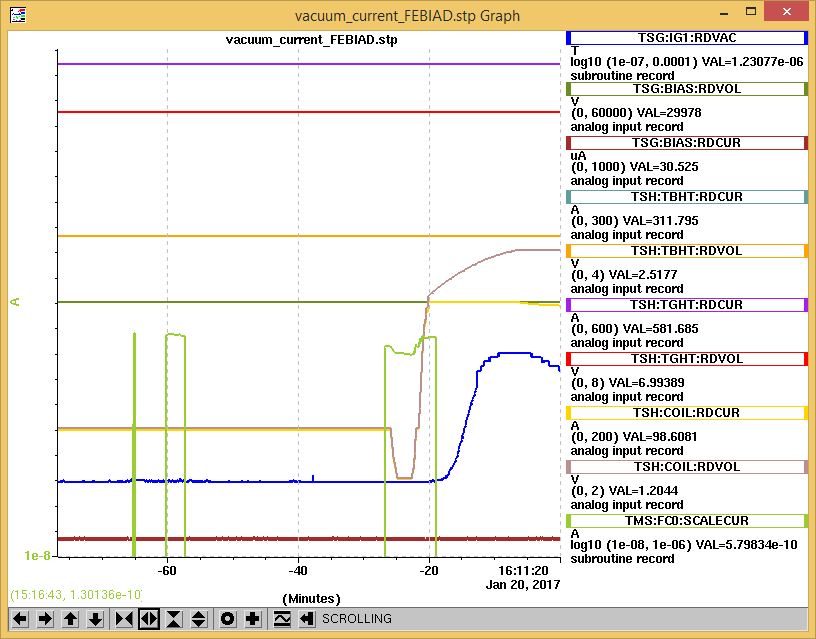 vacuum_current_FEBIAD.stp Graph
vacuum_current_FEBIAD.stp
A
1e-8
-60
-40
-20
16:11:20
Jan 20, 2017
(Minutes)
(15:16:43, 1.30136e-10)
TSG:IG1:RDVAC
T
log10 (1e-07, 0.0001) VAL=1.23077e-06
subroutine record
TSG:BIAS:RDVOL
V
(0, 60000) VAL=29978
analog input record
TSG:BIAS:RDCUR
uA
(0, 1000) VAL=30.525
analog input record
TSH:TBHT:RDCUR
A
(0, 300) VAL=311.795
analog input record
TSH:TBHT:RDVOL
V
(0, 4) VAL=2.5177
analog input record
TSH:TGHT:RDCUR
A
(0, 600) VAL=581.685
analog input record
TSH:TGHT:RDVOL
V
(0, 8) VAL=6.99389
analog input record
TSH:COIL:RDCUR
A
(0, 200) VAL=98.6081
analog input record
TSH:COIL:RDVOL
V
(0, 2) VAL=1.2044
analog input record
TMS:FC0:SCALECUR
A
log10 (1e-08, 1e-06) VAL=5.79834e-10
subroutine record
SCROLLING